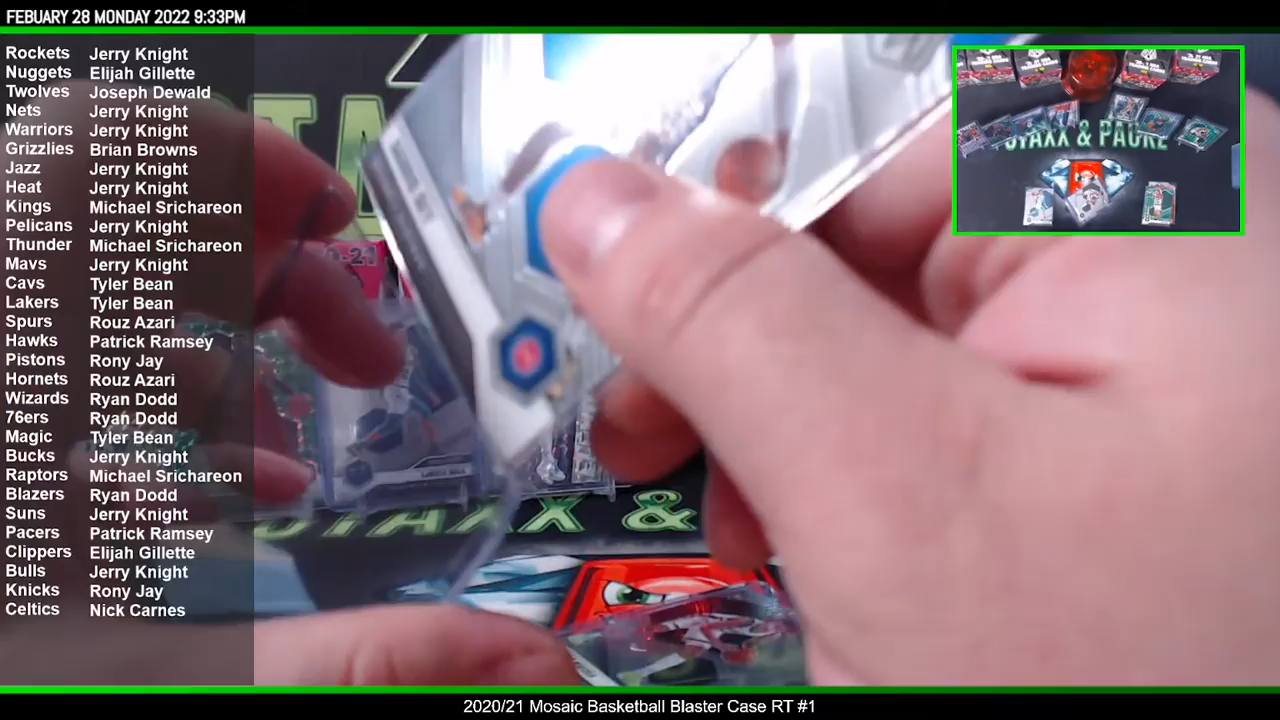 FEBUARY 28 MONDAY 2022 9:33PM
Rockets Jerry Knight
Nuggets Elijah Gillette
Twolves Joseph Dewald
Nets Jerry Knight
Warriors Jerry Knight
Grizzlies Brian Browns
Jazz Jerry Knight
Heat Jerry Knight
Kings Michael Srichareon
Pelicans Jerry Knight
Thunder Michael Srichareon
Mavs Jerry Knight
Cavs Tyler Bean
Lakers Tyler Bean
Spurs Rouz Azari
Hawks Patrick Ramsey
Pistons Rony Jay
Hornets Rouz Azari
Wizards Ryan Dodd
76ers Ryan Dodd
Magic Tyler Bean
Bucks Jerry Knight
Raptors Michael Srichareon
Blazers Ryan Dodd
Suns Jerry Knight
Pacers Patrick Ramsey
Clippers Elijah Gillette
Bulls Jerry Knight
Knicks Rony Jay
Celtics Nick Carnes
2020/21 Mosaic Basketball Blaster Case RT #1